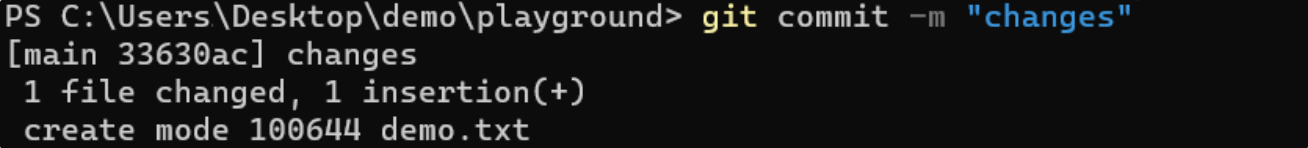 PS C:\Users\Desktop\demo\playground> git commit -m "changes"
[main 33630ac] changes
 1 file changed, 1 insertion(+)
 create mode 100644 demo.txt